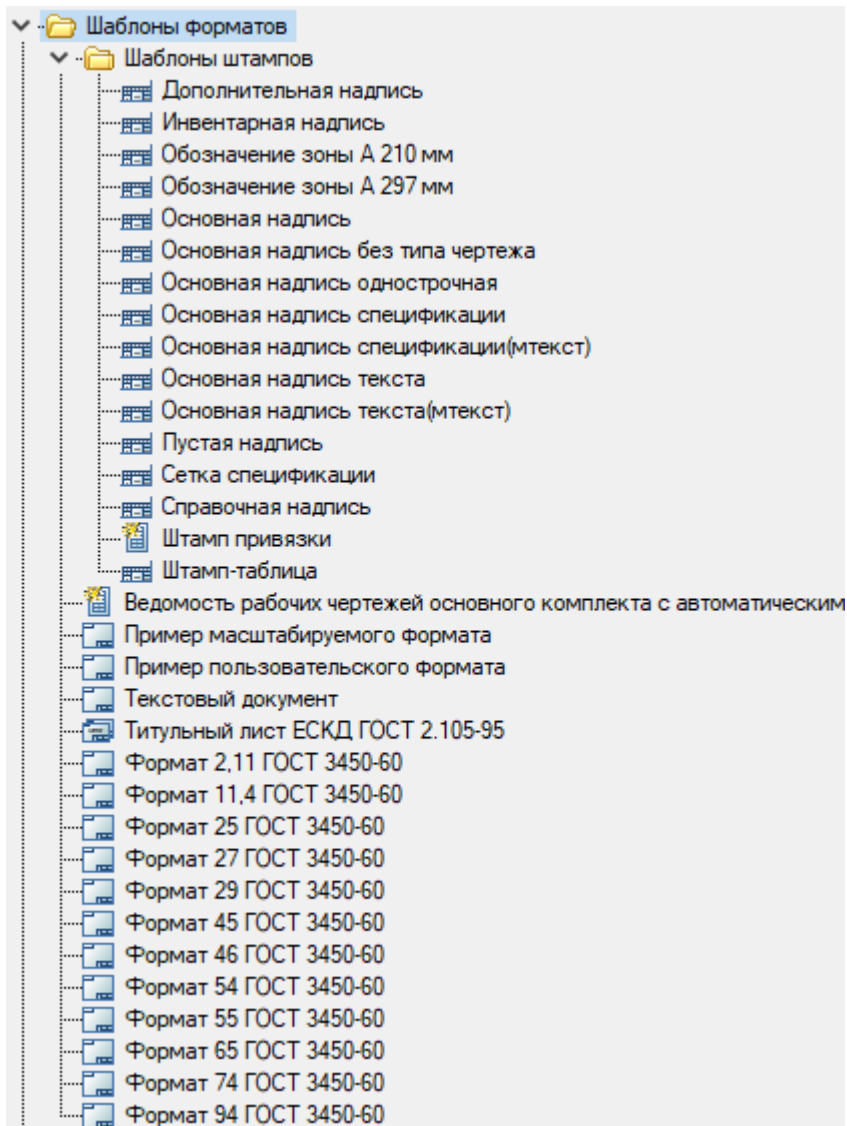 Шаблоны форматов
Шаблоны штампов
Дополнительная надпись
Инвентарная надпись
Обозначение зоны А 210 мм
Обозначение зоны А 297 мм
Основная надпись
Основная надпись без типа чертежа
Основная надпись однострочная
Основная надпись спецификации
Основная надпись спецификации(мтекст)
Основная надпись текста
Основная надпись текста(мтекст)
Пустая надпись
Сетка спецификации
Справочная надпись
Штамп привязки
Штамп-таблица
Ведомость рабочих чертежей основного комплекта с автоматическим
Пример масштабируемого формата
Пример пользовательского формата
Текстовый документ
Титульный лист ЕСКД ГОСТ 2.105-95
Формат 2,11 ГОСТ 3450-60
Формат 11,4 ГОСТ 3450-60
Формат 25 ГОСТ 3450-60
Формат 27 ГОСТ 3450-60
Формат 29 ГОСТ 3450-60
Формат 45 ГОСТ 3450-60
Формат 46 ГОСТ 3450-60
Формат 54 ГОСТ 3450-60
Формат 55 ГОСТ 3450-60
Формат 65 ГОСТ 3450-60
Формат 74 ГОСТ 3450-60
Формат 94 ГОСТ 3450-60